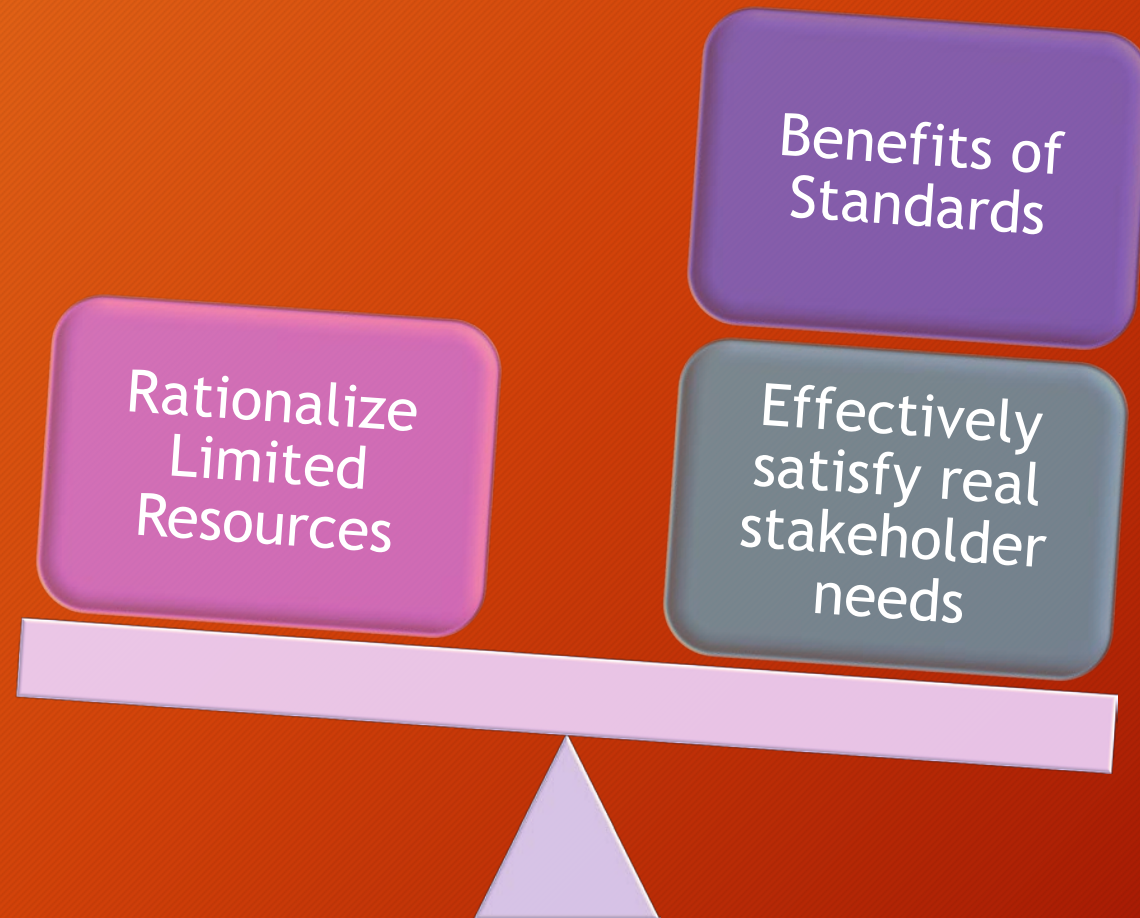 Benefits of
Standards
Rationalize
Limited
Resources
Effectively
satisfy real
stakeholder
needs